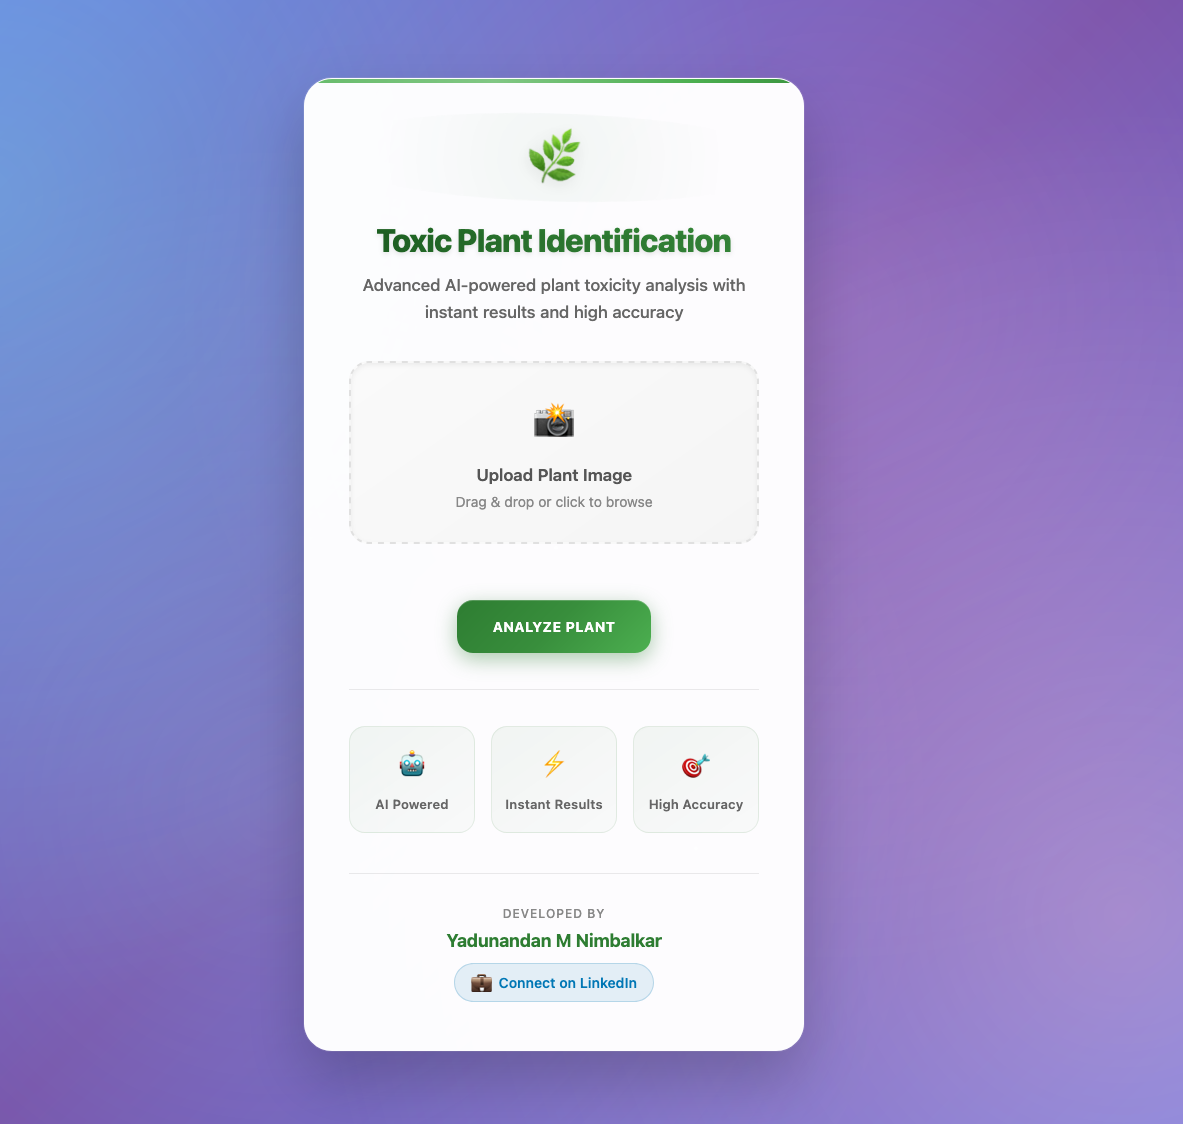 Toxic Plant Identification
Advanced AI-powered plant toxicity analysis with
instant results and high accuracy
Upload Plant Image
Drag & drop or click to browse
ANALYZE PLANT
AI Powered
Instant Results
High Accuracy
DEVELOPED BY
Yadunandan M Nimbalkar
Connect on LinkedIn